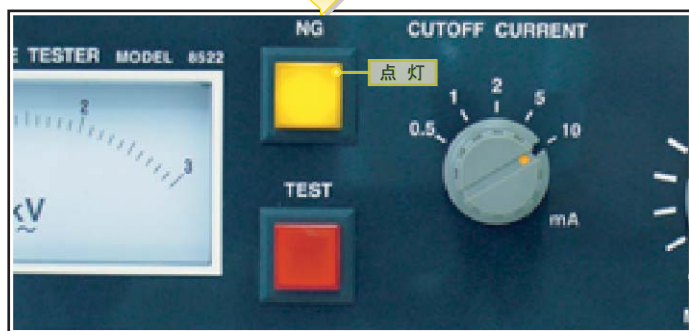 NG
CUTOFF CURRENT
E TESTER MODEL 8522
点灯
2
3
kV
0.5
1
2
5
10
mA
TEST